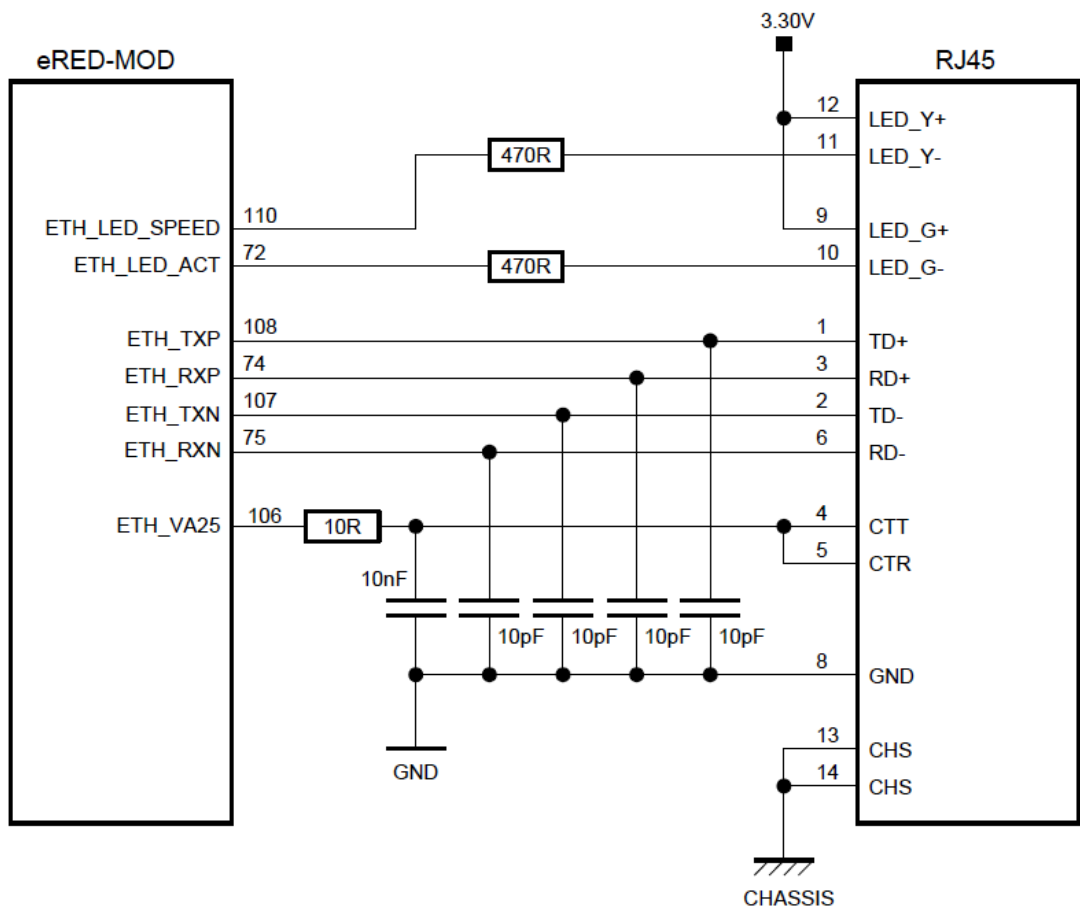 3.30V
eRED-MOD
RJ45
12
LED_Y+
11
470R
LED_Y-
ETH_LED_SPEED
110
9
LED_G+
ETH_LED_ACT
72
470R
10
LED_G-
ETH_TXP
108
1
TD+
ETH_RXP
74
3
RD+
ETH_TXN
107
2
TD-
ETH_RXN
75
6
RD-
ETH_VA25
106
10R
4
CTT
5
CTR
10nF
10pF
10pF
10pF
10pF
8
GND
13
CHS
GND
14
CHS
CHASSIS